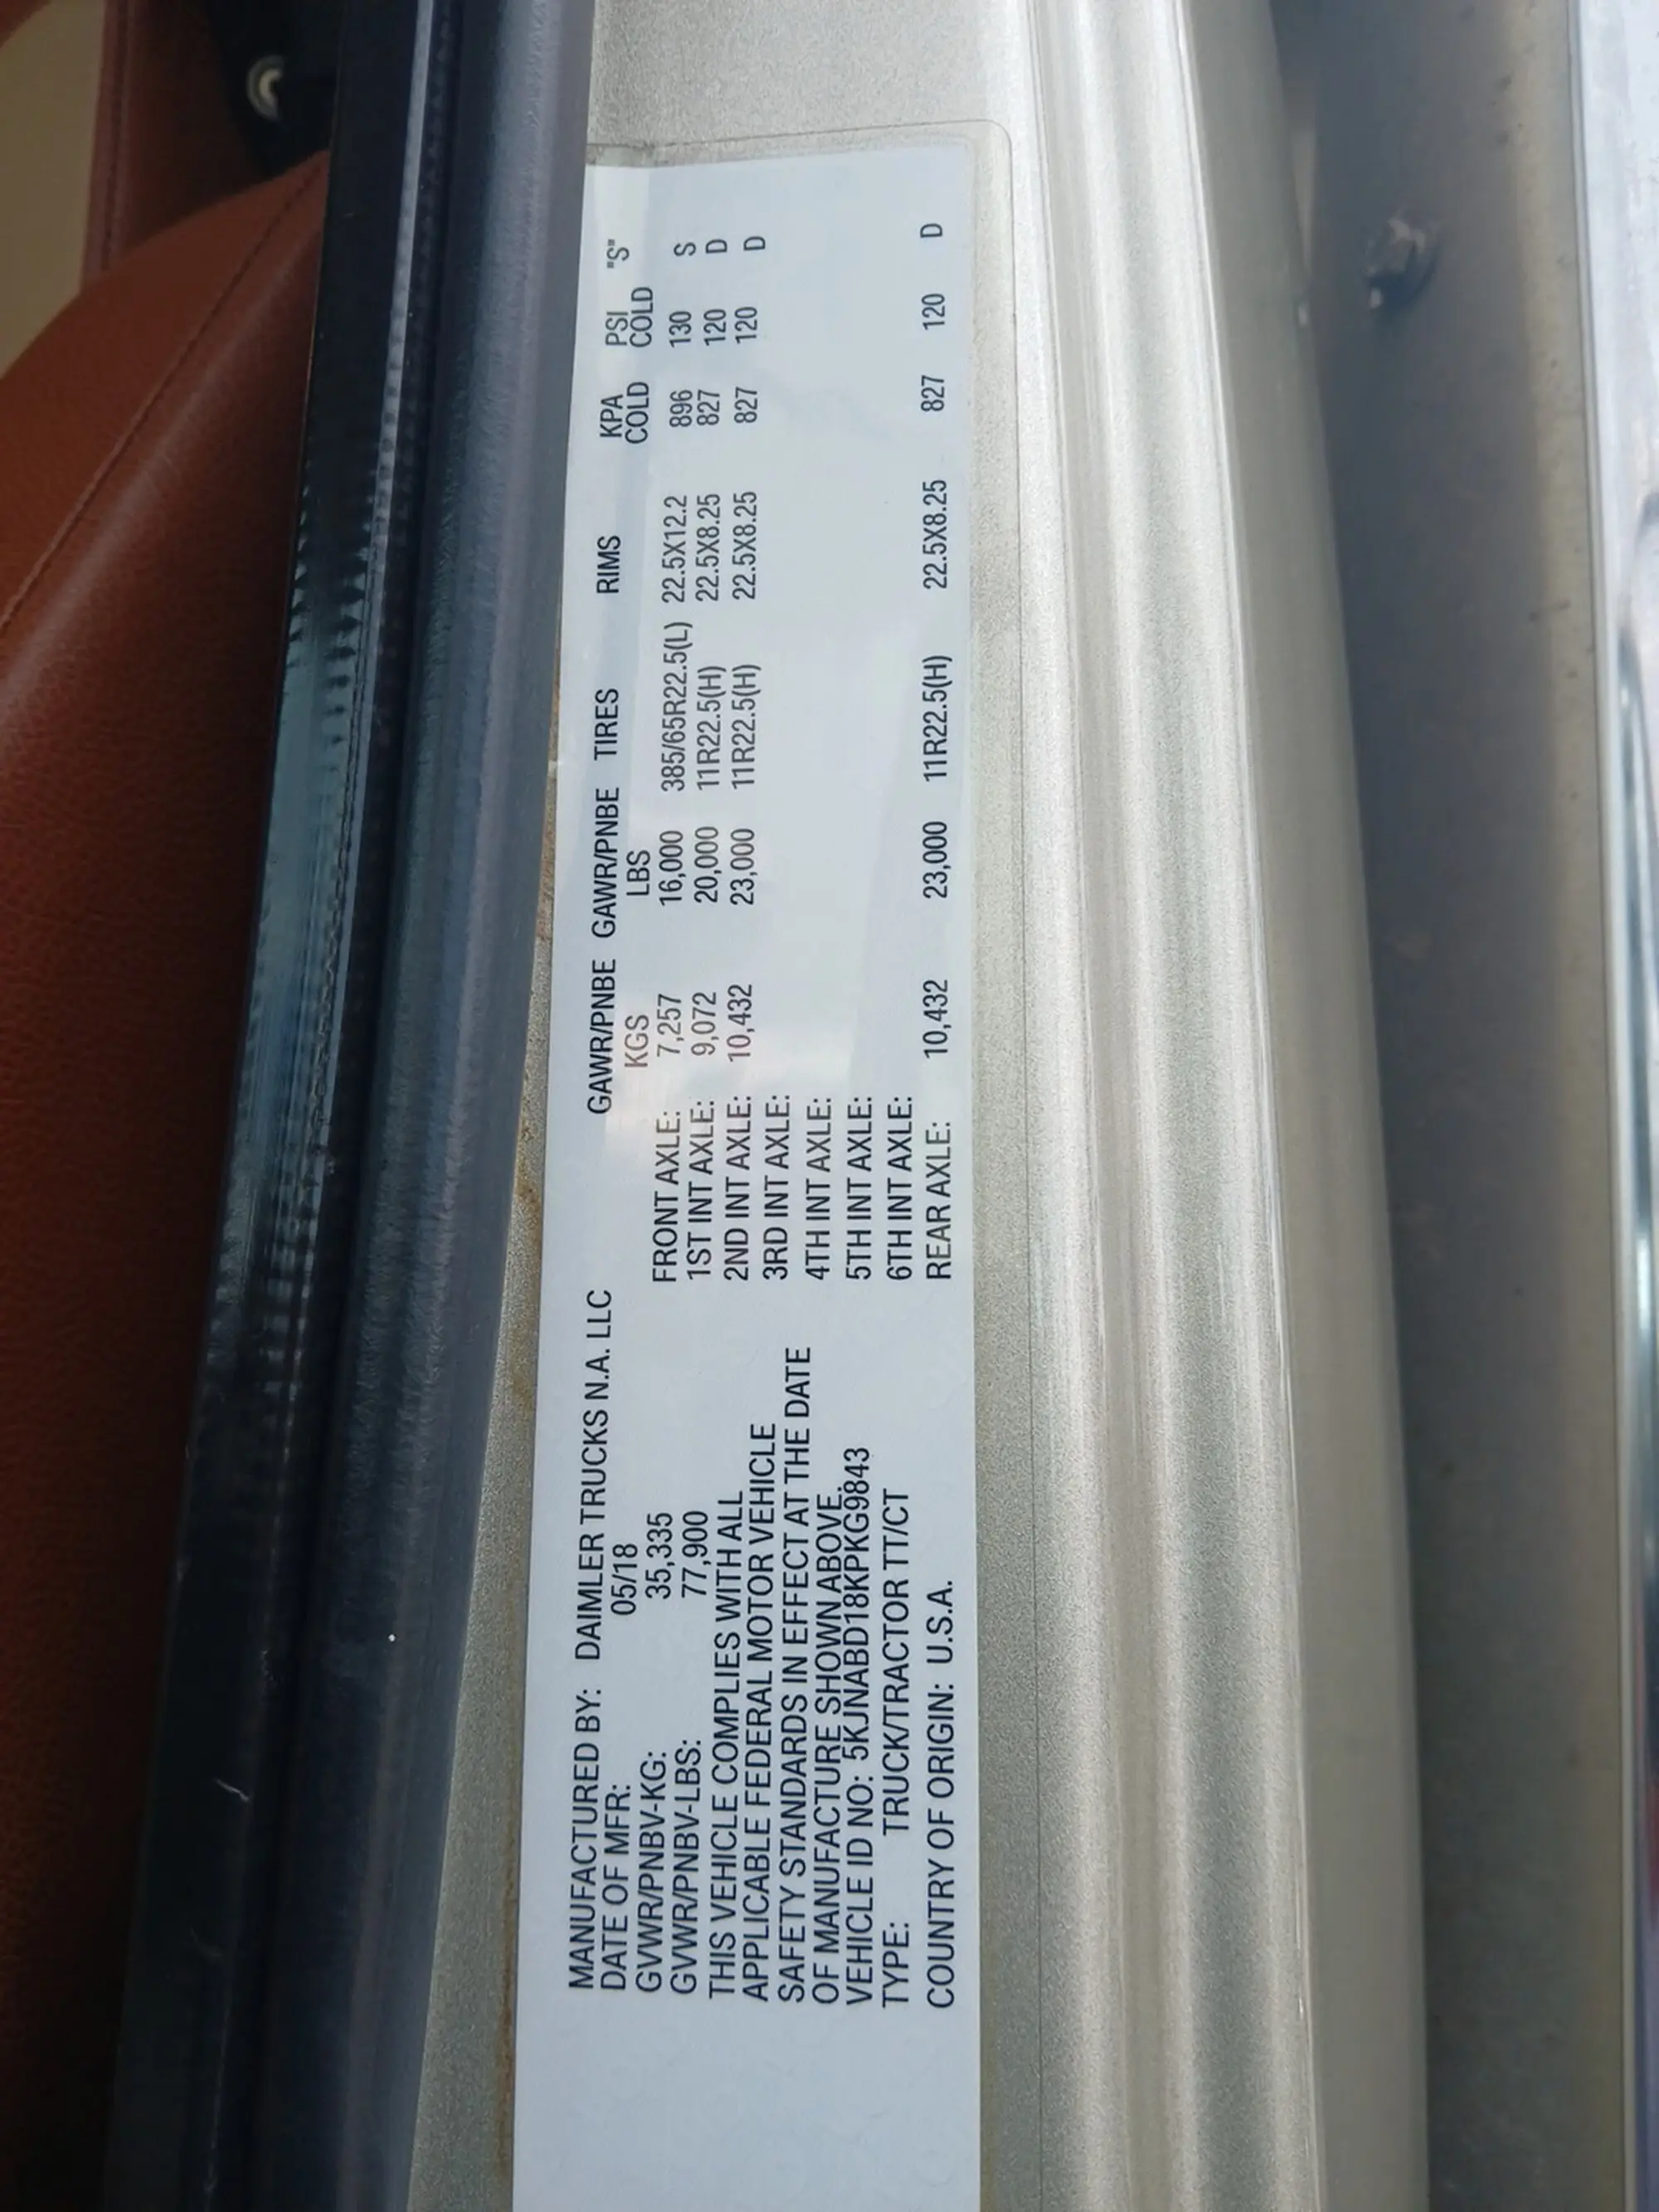 MANUFACTURED BY: DAIMLER TRUCKS N.A. LLC
DATE OF MFR: 05/18
GVWR/PNBV-KG: 35,335
GVWR/PNBV-LBS: 77,900
THIS VEHICLE COMPLIES WITH ALL
APPLICABLE FEDERAL MOTOR VEHICLE
SAFETY STANDARDS IN EFFECT AT THE DATE
OF MANUFACTURE SHOWN ABOVE.
VEHICLE ID NO: 5KJNABD18KPKG9843
TYPE: TRUCK/TRACTOR TT/CT
COUNTRY OF ORIGIN: U.S.A.
GAWR/PNBE GAWR/PNBE TIRES RIMS KPA PSI "S"
KGS LBS COLD COLD
FRONT AXLE: 7,257 16,000 385/65R22.5(L) 22.5X12.2 896 130 S
1ST INT AXLE: 9,072 20,000 11R22.5(H) 22.5X8.25 827 120 D
2ND INT AXLE: 10,432 23,000 11R22.5(H) 22.5X8.25 827 120 D
3RD INT AXLE:
4TH INT AXLE:
5TH INT AXLE:
6TH INT AXLE:
REAR AXLE: 10,432 23,000 11R22.5(H) 22.5X8.25 827 120 D